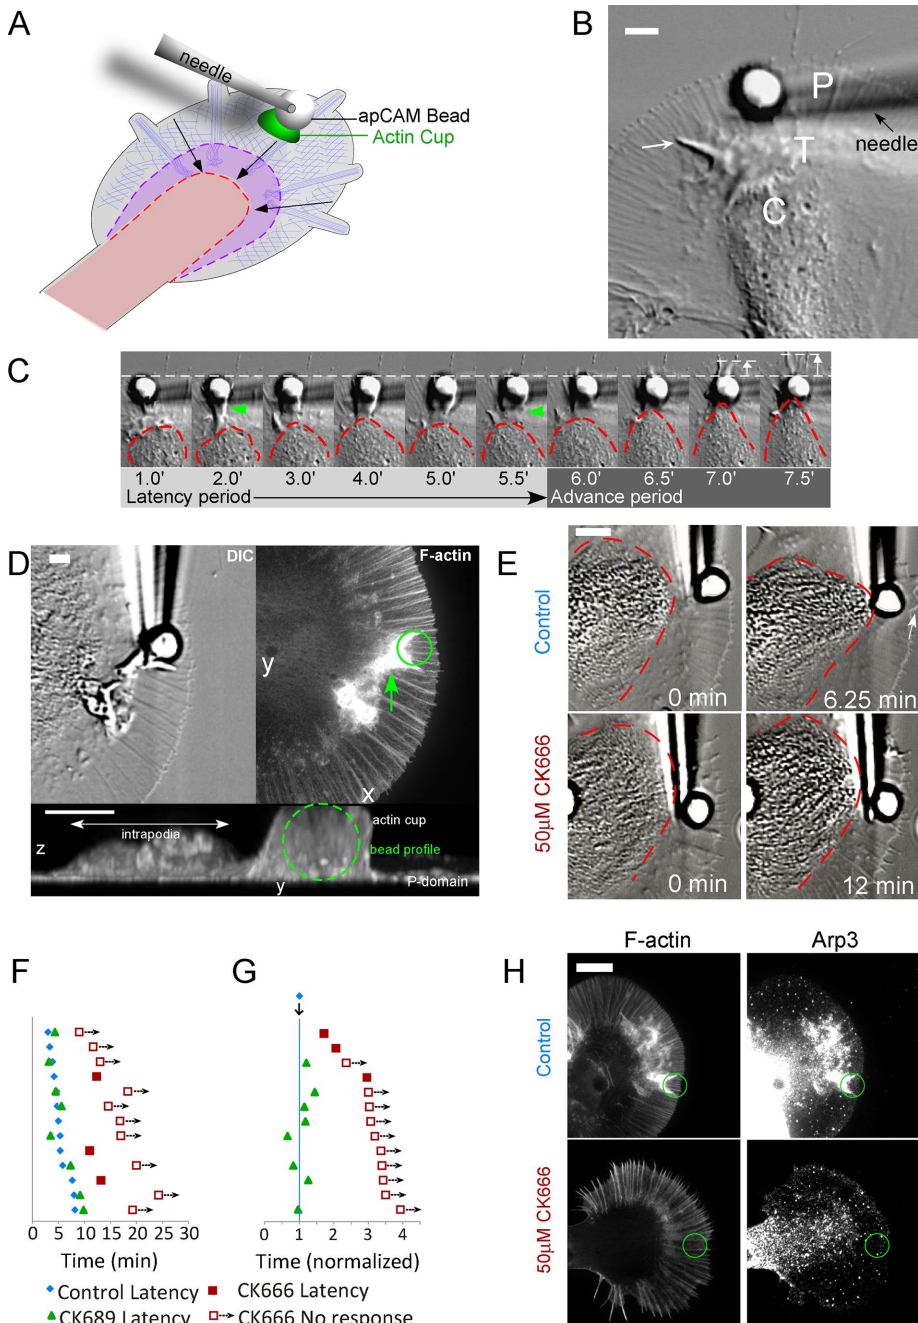 A
needle
apCAM Bead
Actin Cup
B
P
T
C
needle
C
1.0' 2.0' 3.0' 4.0' 5.0' 5.5' 6.0' 6.5' 7.0' 7.5'
Latency period
Advance period
D
DIC
F-actin
y
x
actin cup
intrapodia
bead profile
z
y
P-domain
E
Control
0 min
6.25 min
50µM CK666
0 min
12 min
F
0 5 10 15 20 25 30
Time (min)
G
0 1 2 3 4
Time (normalized)
Control Latency
CK666 Latency
CK689 Latency
CK666 No response
H
F-actin
Arp3
Control
50µM CK666